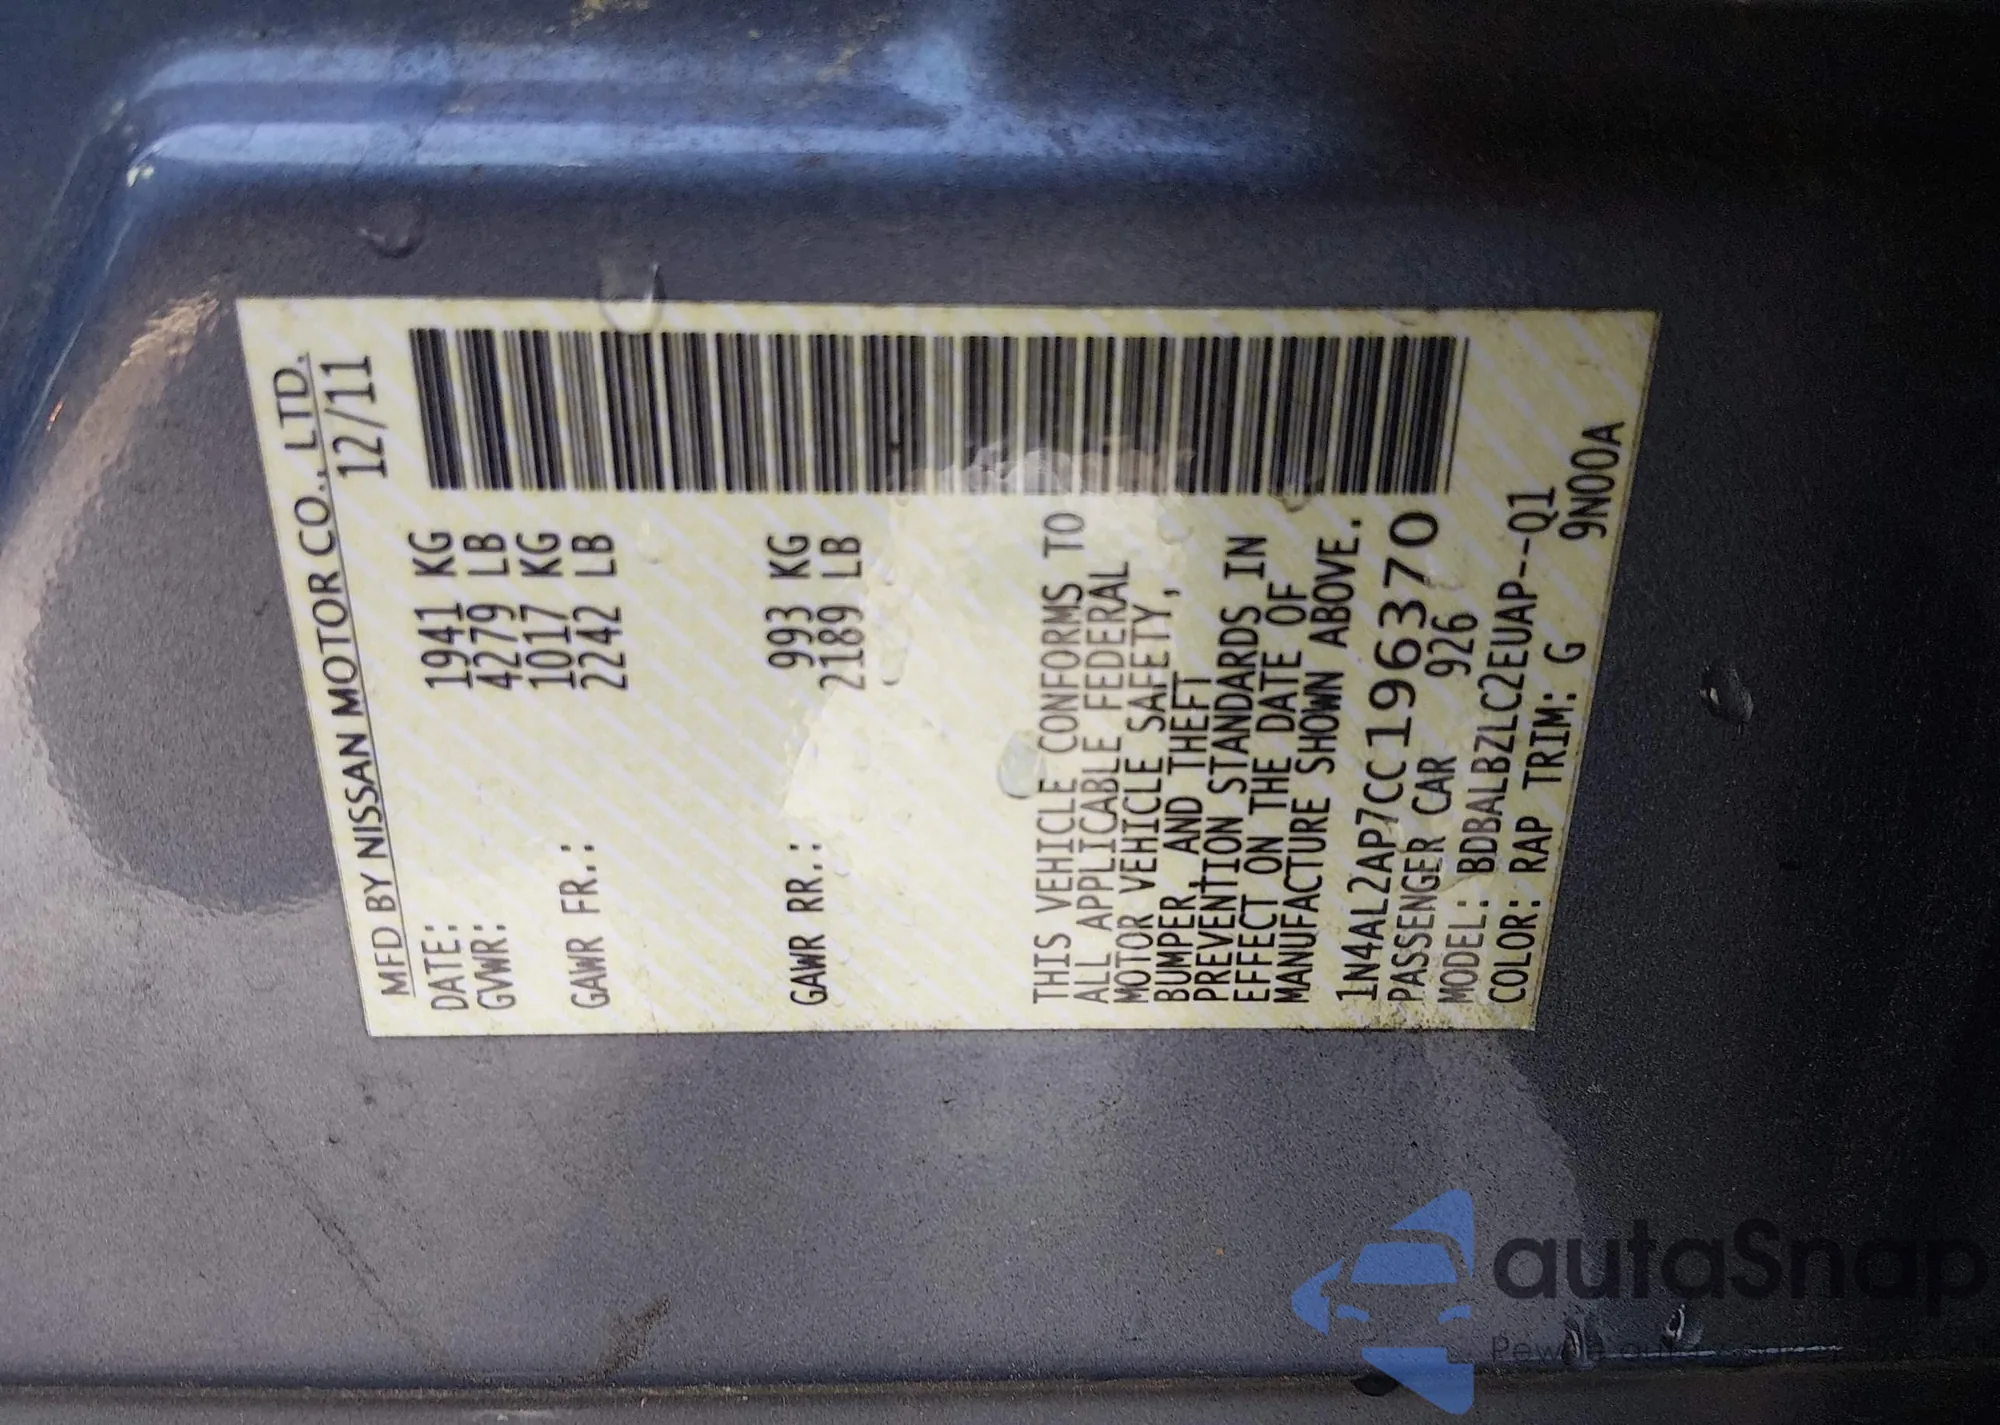 MFD BY NISSAN MOTOR CO., LTD.
DATE: 12/11
GVWR: 1941 KG
4279 LB
GAWR FR.: 1017 KG
2242 LB
GAWR RR.: 993 KG
2189 LB
THIS VEHICLE CONFORMS TO
ALL APPLICABLE FEDERAL
MOTOR VEHICLE SAFETY,
BUMPER, AND THEFT
PREVENTION STANDARDS IN
EFFECT ON THE DATE OF
MANUFACTURE SHOWN ABOVE.
1N4AL2AP7CC196370
PASSENGER CAR 926
MODEL: BDBALBZLC2EUAP--Q1
COLOR: RAP TRIM: G 9N00A
autaSnap